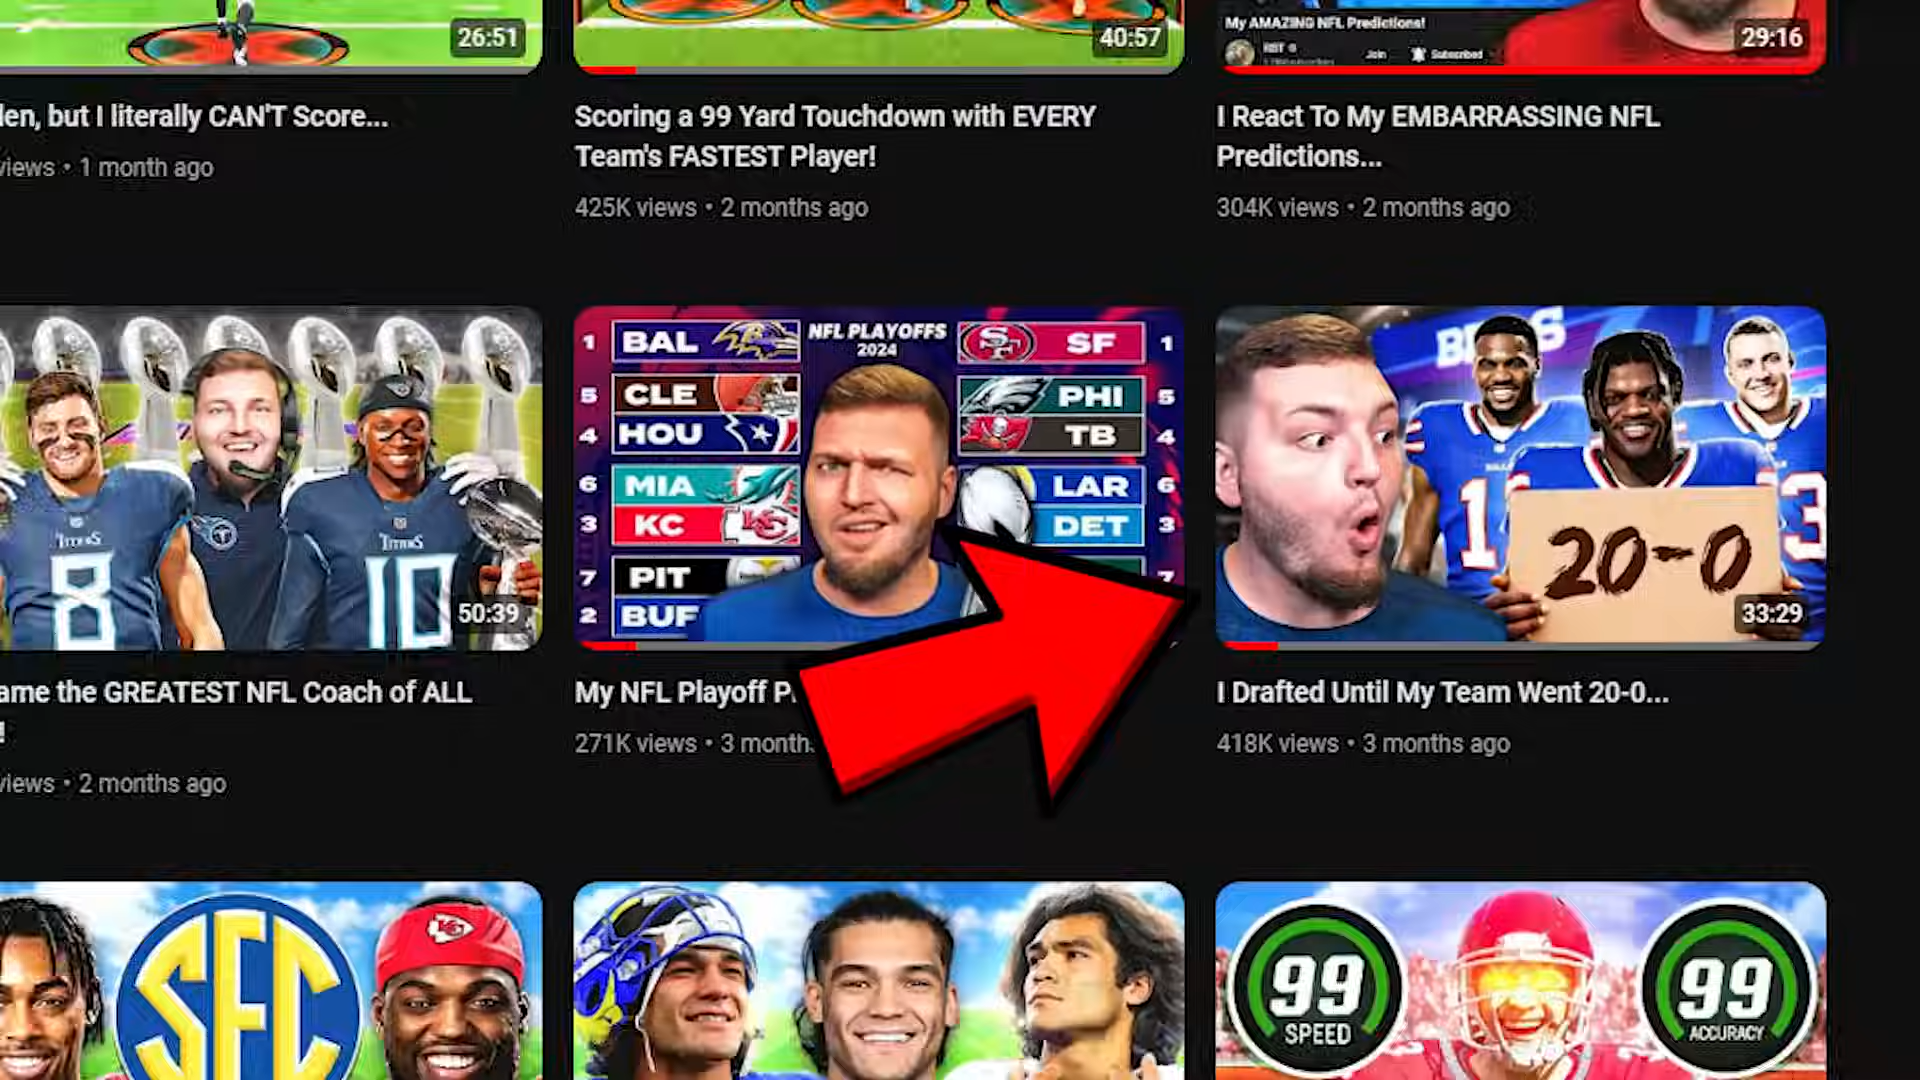 26:51
40:57
My AMAZING NFL Predictions!
Join
Subscribed
29:16
len, but I literally CAN'T Score...
views • 1 month ago
Scoring a 99 Yard Touchdown with EVERY
Team's FASTEST Player!
425K views • 2 months ago
I React To My EMBARRASSING NFL
Predictions...
304K views • 2 months ago
TITANS
8
TITANS
10
50:39
NFL PLAYOFFS
2024
1 BAL
5 CLE
4 HOU
6 MIA
3 KC
7 PIT
2 BUF
SF 1
PHI 5
TB 4
LAR 6
DET 3
7
20-0
33:29
ame the GREATEST NFL Coach of ALL
!
views • 2 months ago
My NFL Playoff P
271K views • 3 month
I Drafted Until My Team Went 20-0...
418K views • 3 months ago
SEC
99
SPEED
99
ACCURACY